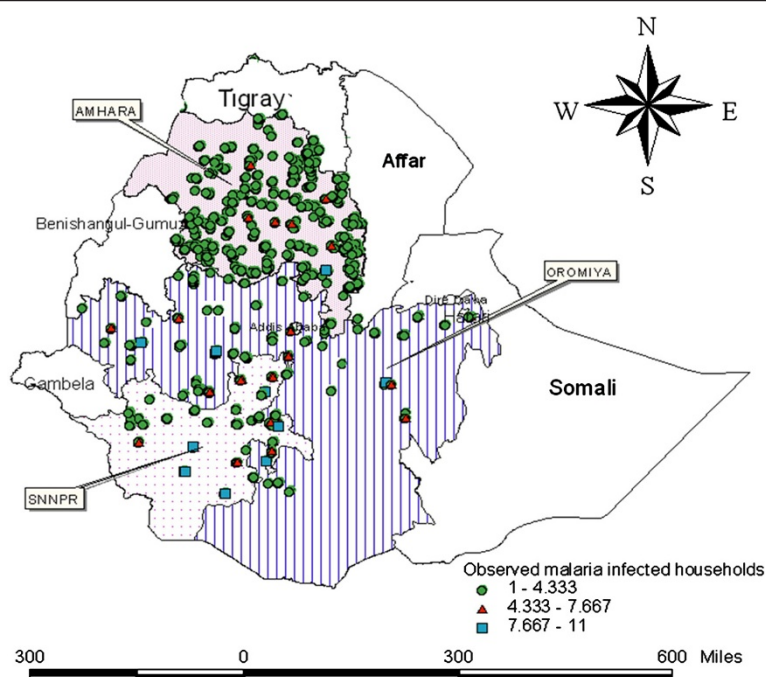 N
W
E
S
Tigray
AMHARA
Affar
Benishangul-Gumuz
OROMIYA
Dire Dawa
Addis Ababa
Gambela
Somali
SNNPR
Observed malaria infected households
1 - 4.333
4.333 - 7.667
7.667 - 11
300 0 300 600 Miles